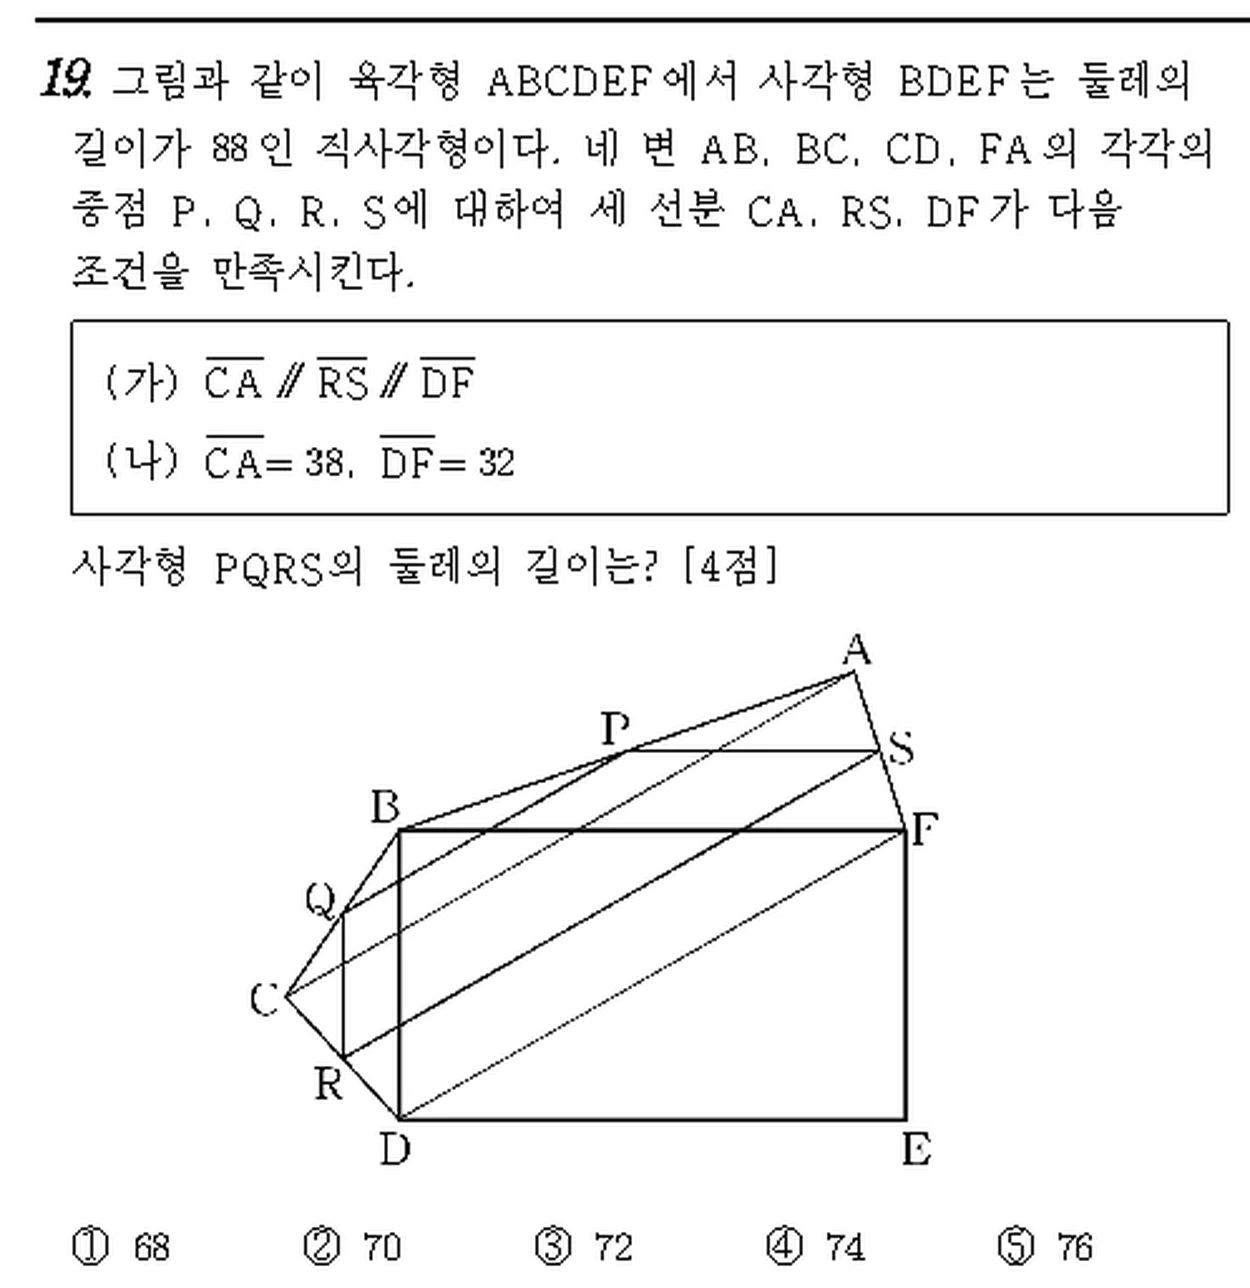 19. 그림과 같이 육각형 ABCDEF에서 사각형 BDEF는 둘레의
길이가 88인 직사각형이다. 네 변 AB, BC, CD, FA의 각각의
중점 P, Q, R, S에 대하여 세 선분 CA, RS, DF가 다음
조건을 만족시킨다.
(가) C͞A͞ ⫽ R͞S͞ ⫽ D͞F͞
(나) C͞A͞= 38, D͞F͞= 32
사각형 PQRS의 둘레의 길이는? [4점]
A
P
S
B
F
Q
C
R
D
E
① 68 ② 70 ③ 72 ④ 74 ⑤ 76